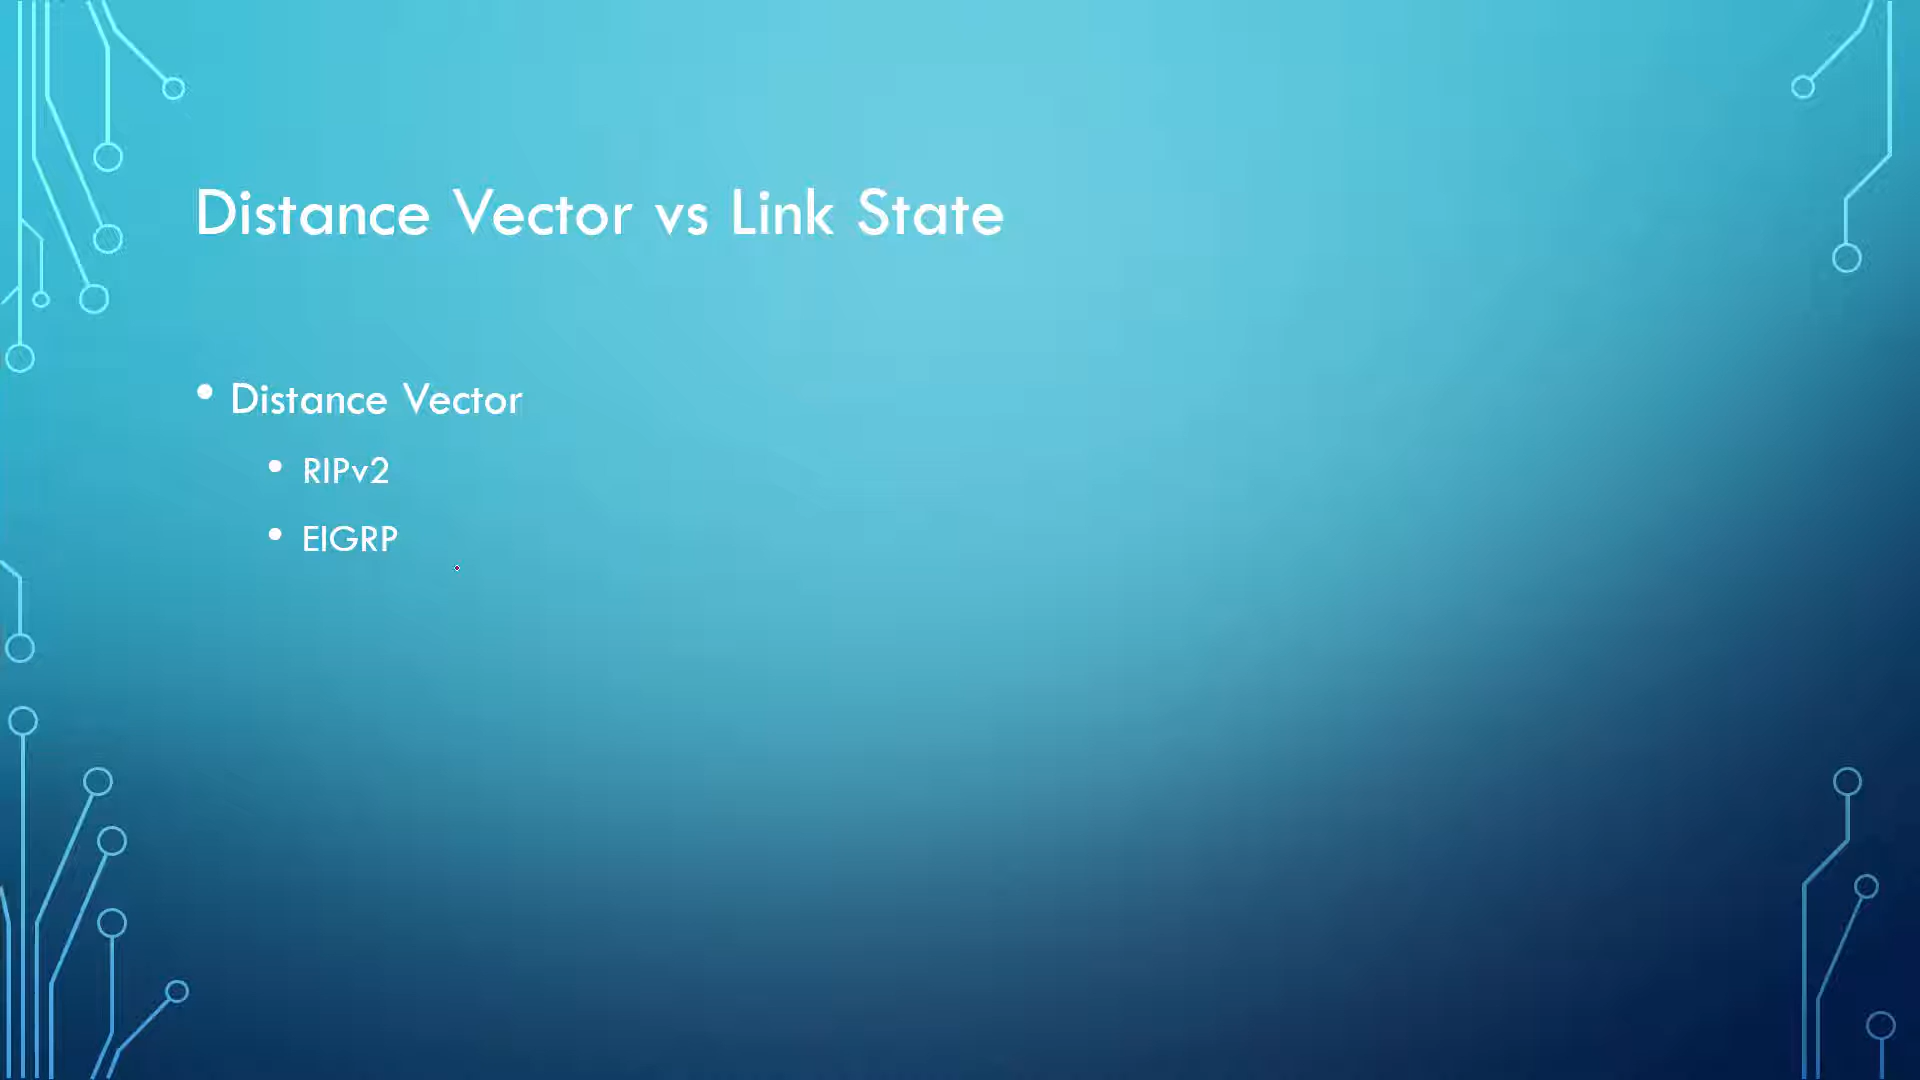 Distance Vector vs Link State
• Distance Vector
• RIPv2
• EIGRP